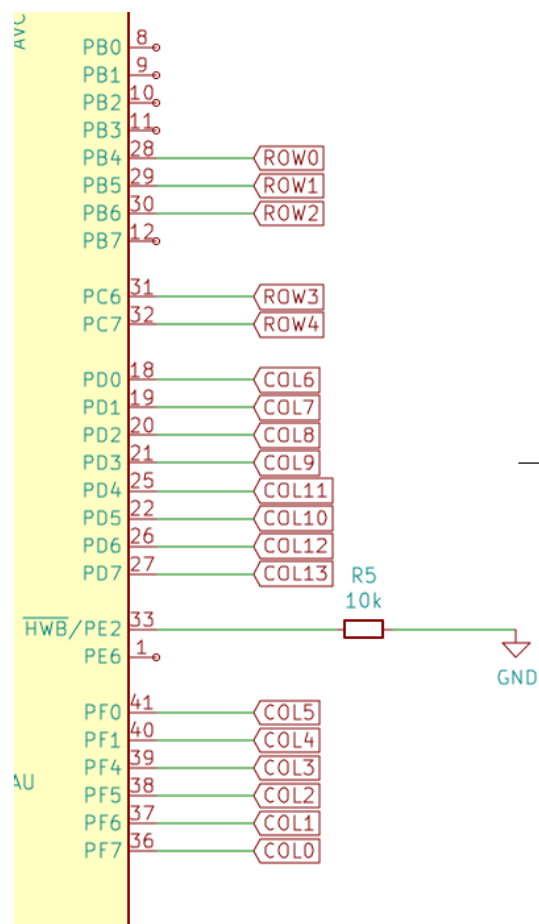 AVC
PB0 8
PB1 9
PB2 10
PB3 11
PB4 28 ROW0
PB5 29 ROW1
PB6 30 ROW2
PB7 12
PC6 31 ROW3
PC7 32 ROW4
PD0 18 COL6
PD1 19 COL7
PD2 20 COL8
PD3 21 COL9
PD4 25 COL11
PD5 22 COL10
PD6 26 COL12
PD7 27 COL13
R5
10k
HWB/PE2 33
PE6 1
GND
PF0 41 COL5
PF1 40 COL4
PF4 39 COL3
PF5 38 COL2
AU
PF6 37 COL1
PF7 36 COL0